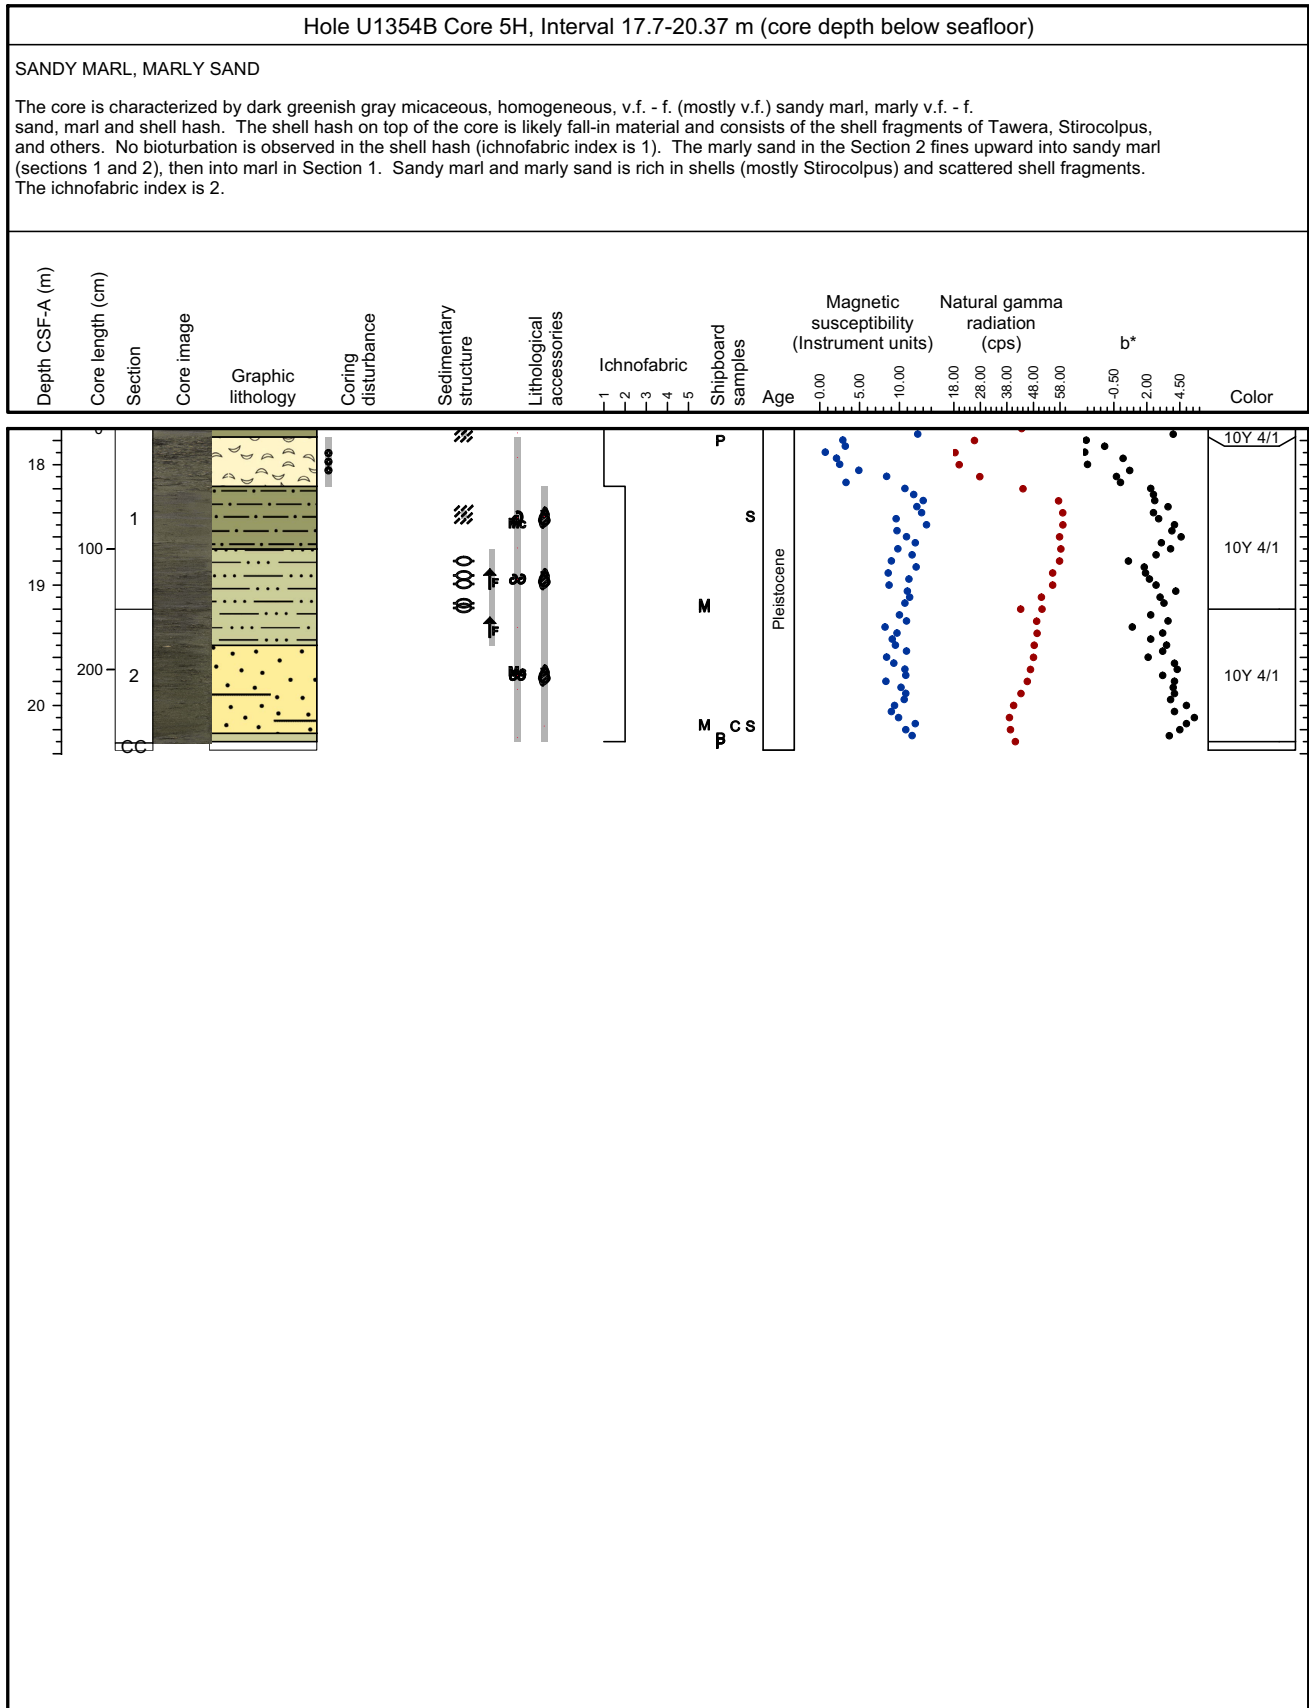 Hole U1354B Core 5H, Interval 17.7-20.37 m (core depth below seafloor)
SANDY MARL, MARLY SAND
The core is characterized by dark greenish gray micaceous, homogeneous, v.f. - f. (mostly v.f.) sandy marl, marly v.f. - f.
sand, marl and shell hash. The shell hash on top of the core is likely fall-in material and consists of the shell fragments of Tawera, Stirocolpus,
and others. No bioturbation is observed in the shell hash (ichnofabric index is 1). The marly sand in the Section 2 fines upward into sandy marl
(sections 1 and 2), then into marl in Section 1. Sandy marl and marly sand is rich in shells (mostly Stirocolpus) and scattered shell fragments.
The ichnofabric index is 2.
Depth CSF-A (m)
Core length (cm)
Section
Core image
Graphic
lithology
Coring
disturbance
Sedimentary
structure
Lithological
accessories
Ichnofabric
1 2 3 4 5
Shipboard
samples
Age
Magnetic
susceptibility
(Instrument units)
0.00 5.00 10.00
Natural gamma
radiation
(cps)
18.00 28.00 38.00 48.00 58.00
b*
-0.50 2.00 4.50
Color
18
19
20
100
200
1
2
CC
F
F
P
S
M
M C S
B
P
Pleistocene
10Y 4/1
10Y 4/1
10Y 4/1